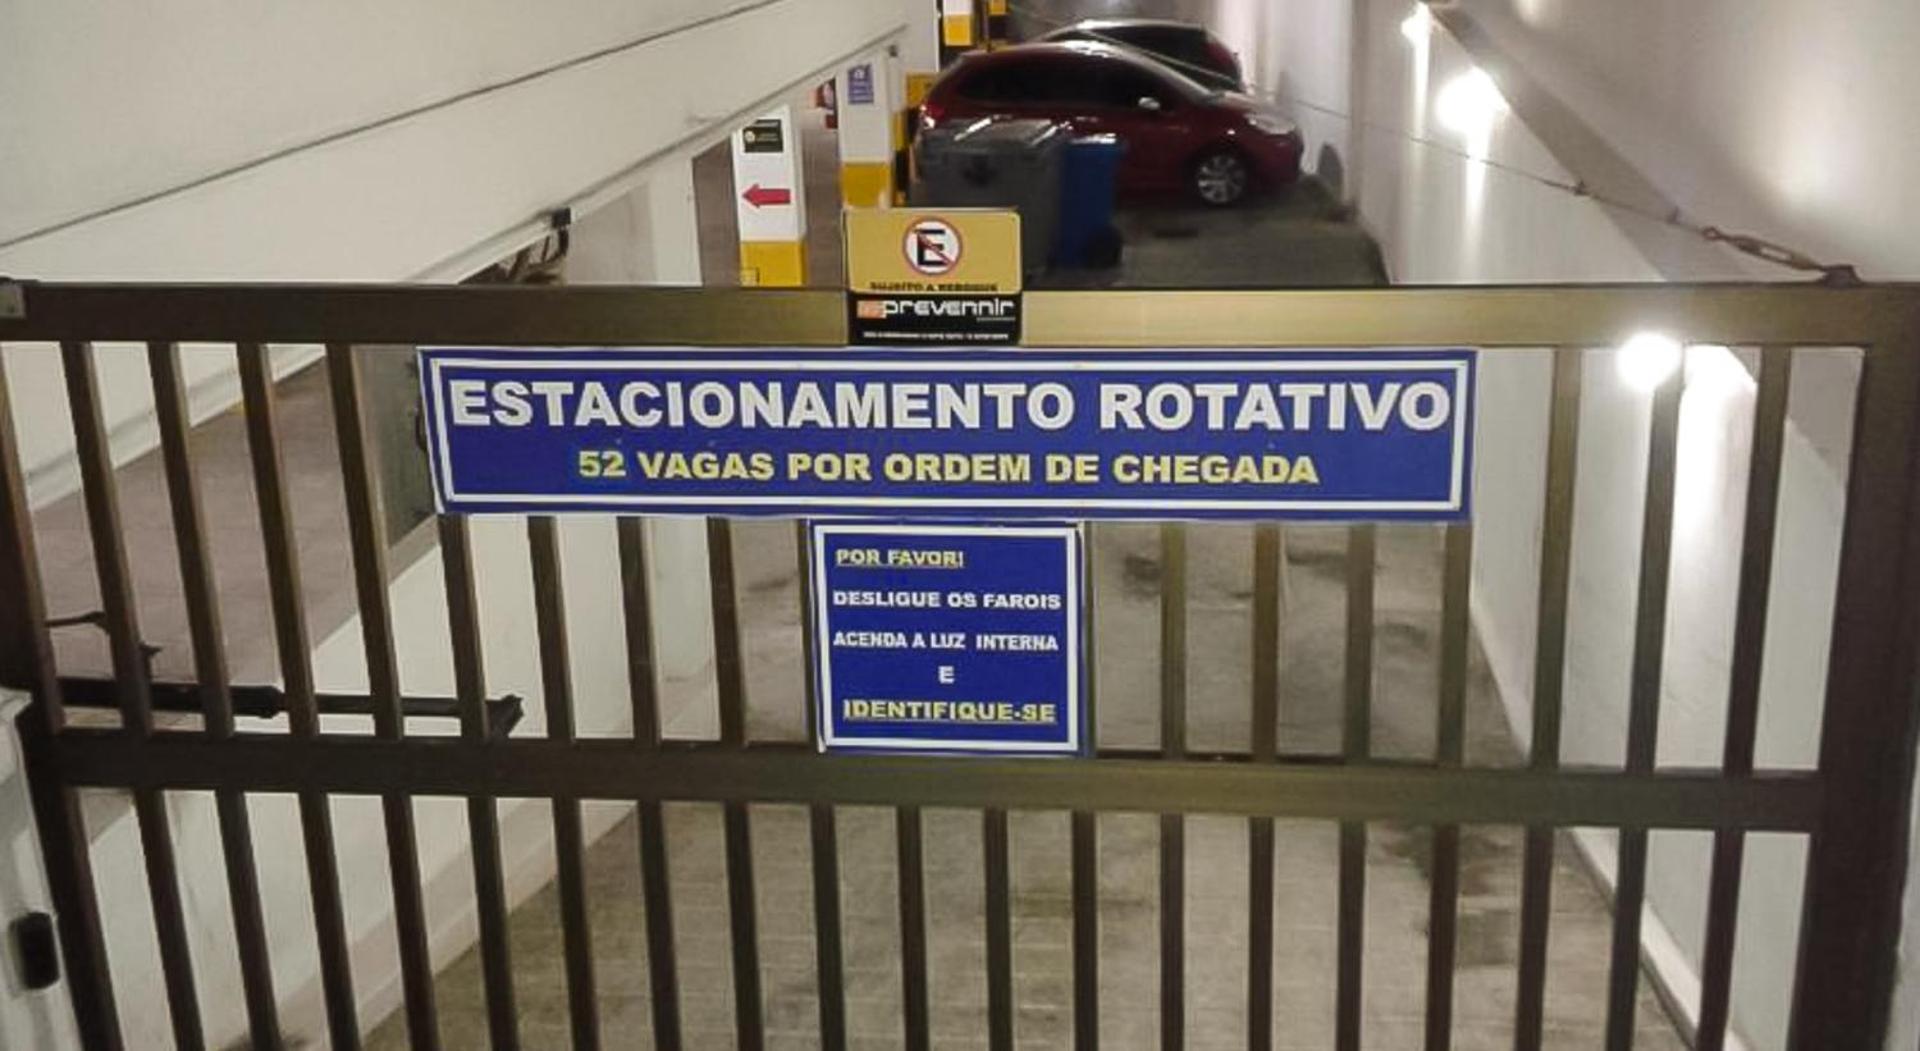 E
SUJEITO A REBOQUE
prevennir
ESTACIONAMENTO ROTATIVO
52 VAGAS POR ORDEM DE CHEGADA
POR FAVOR!
DESLIGUE OS FAROIS
ACENDA A LUZ INTERNA
E
IDENTIFIQUE-SE